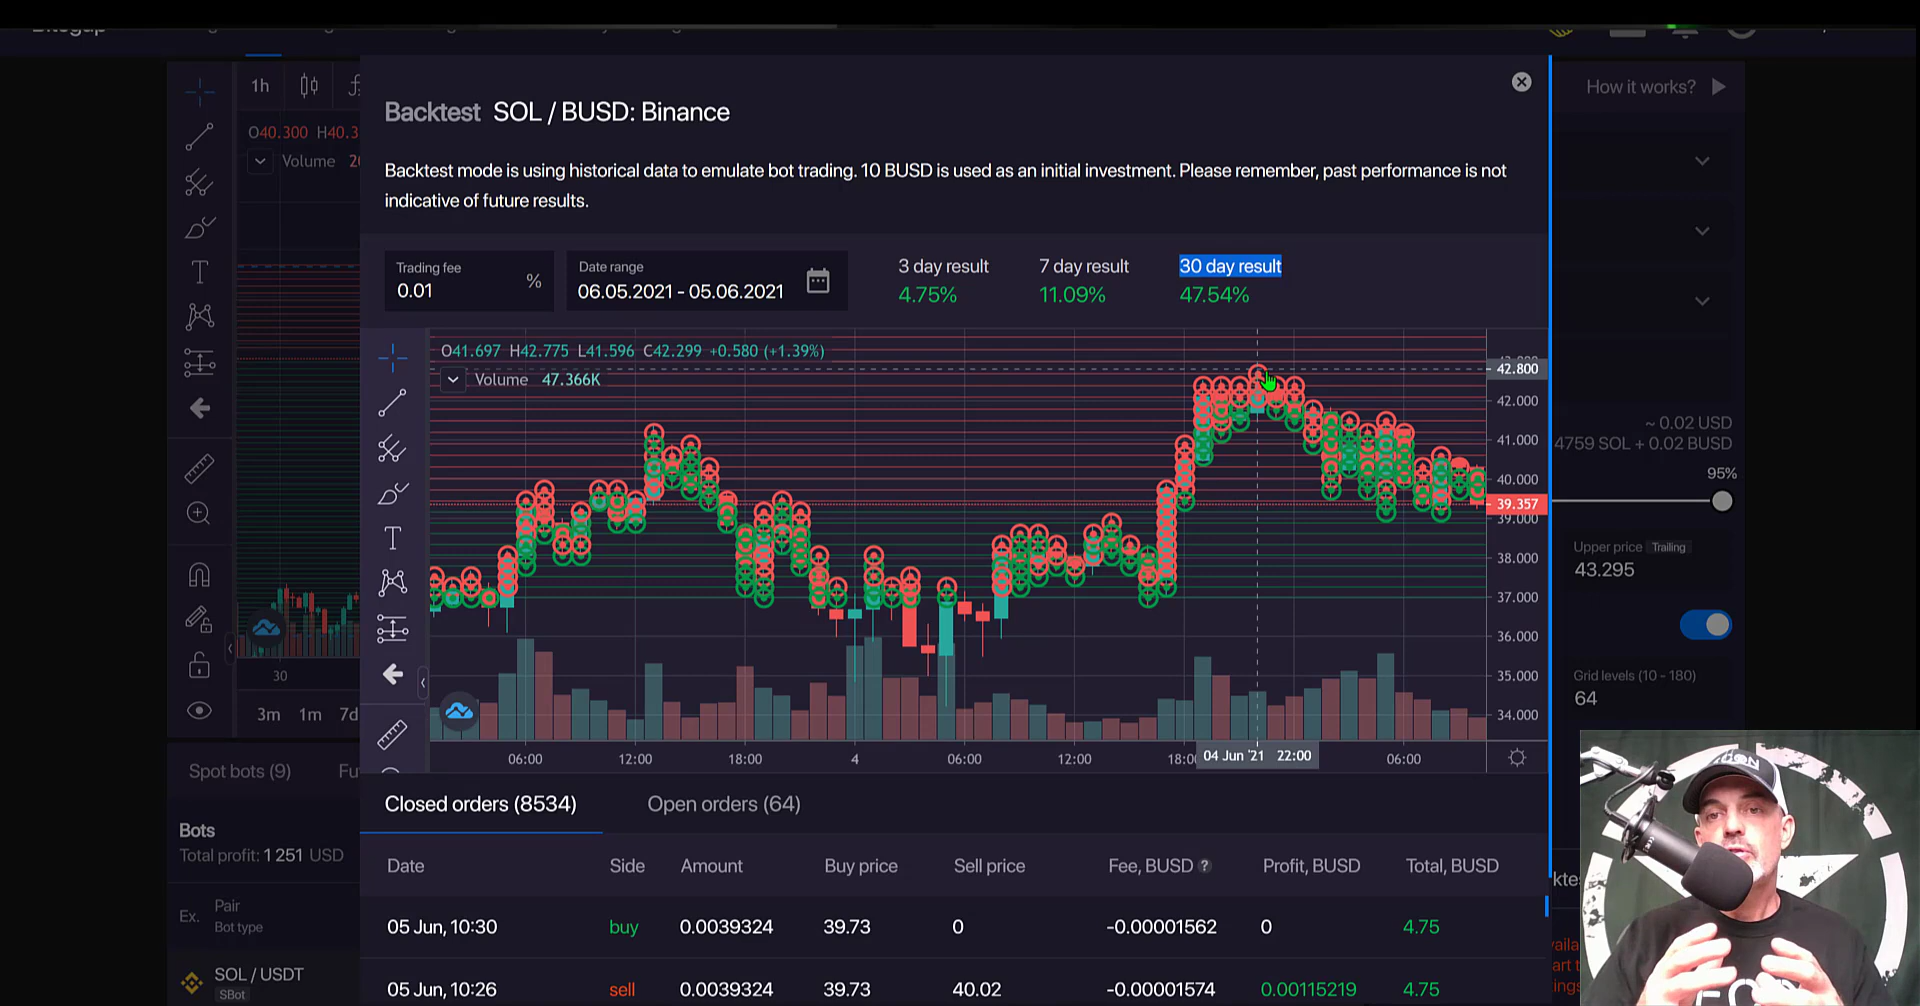 How it works?
1h
O40.300 H40.3
Volume
Backtest SOL / BUSD: Binance
Backtest mode is using historical data to emulate bot trading. 10 BUSD is used as an initial investment. Please remember, past performance is not
indicative of future results.
Trading fee
0.01
%
Date range
06.05.2021 - 05.06.2021
3 day result
4.75%
7 day result
11.09%
30 day result
47.54%
O41.697 H42.775 L41.596 C42.299 +0.580 (+1.39%)
Volume 47.366K
42.800
42.000
41.000
40.000
39.357
39.000
38.000
37.000
36.000
35.000
34.000
06:00 12:00 18:00 4 06:00 12:00 04 Jun '21 22:00 06:00
~ 0.02 USD
4759 SOL + 0.02 BUSD
95%
Upper price Trailing
43.295
Grid levels (10 - 180)
64
30
3m 1m 7d
Spot bots (9) Fu
Closed orders (8534) Open orders (64)
Bots
Total profit: 1 251 USD
Ex. Pair
Bot type
SOL / USDT
SBot
Date Side Amount Buy price Sell price Fee, BUSD ? Profit, BUSD Total, BUSD
05 Jun, 10:30 buy 0.0039324 39.73 0 -0.00001562 0 4.75
05 Jun, 10:26 sell 0.0039324 39.73 40.02 -0.00001574 0.00115219 4.75